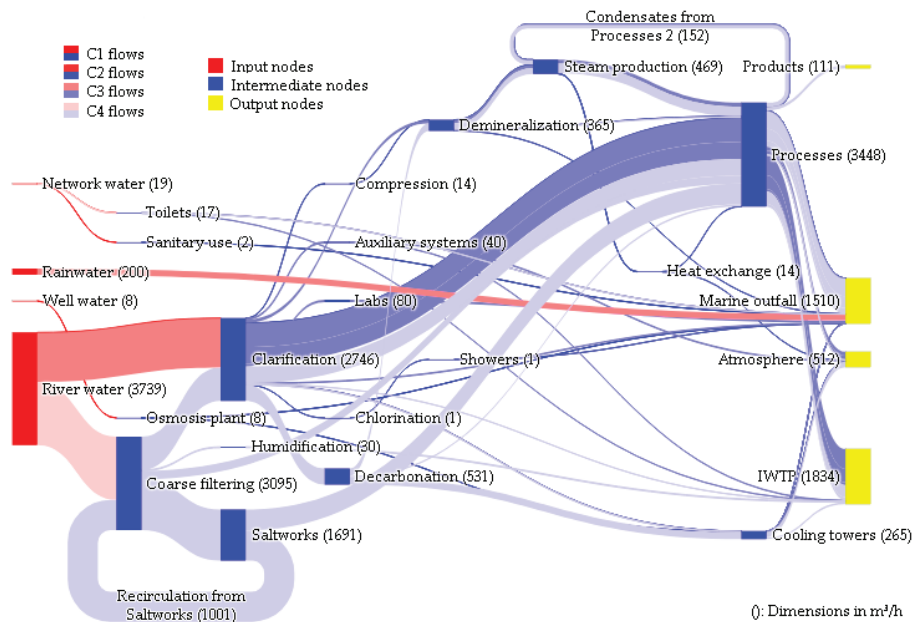 Condensates from
Processes 2 (152)
C1 flows
C2 flows
C3 flows
C4 flows
Input nodes
Intermediate nodes
Output nodes
Steam production (469)
Products (111)
Demineralization (365)
Processes (3448)
Network water (19)
Compression (14)
Toilets (17)
Sanitary use (2)
Auxiliary systems (40)
Rainwater (200)
Heat exchange (14)
Well water (8)
Labs (80)
Marine outfall (1510)
Clarification (2746)
Showers (1)
Atmosphere (512)
River water (3739)
Osmosis plant (8)
Chlorination (1)
Humidification (30)
Coarse filtering (3095)
Decarbonation (531)
IWTP (1834)
Saltworks (1691)
Cooling towers (265)
Recirculation from
Saltworks (1001)
(): Dimensions in m³/h